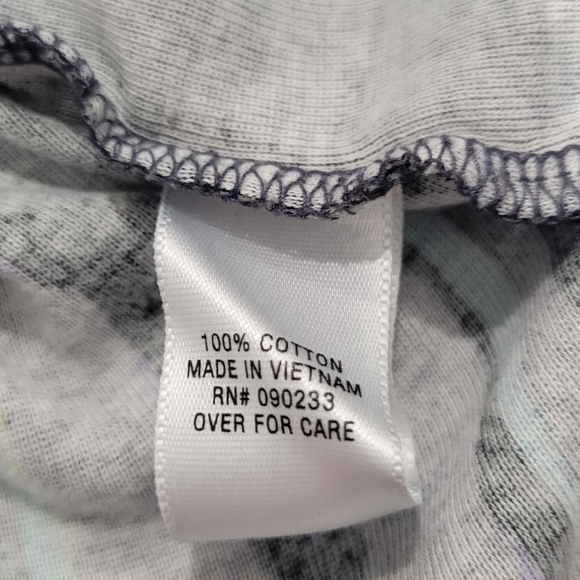 100% COTTON
MADE IN VIETNAM
RN# 090233
OVER FOR CARE